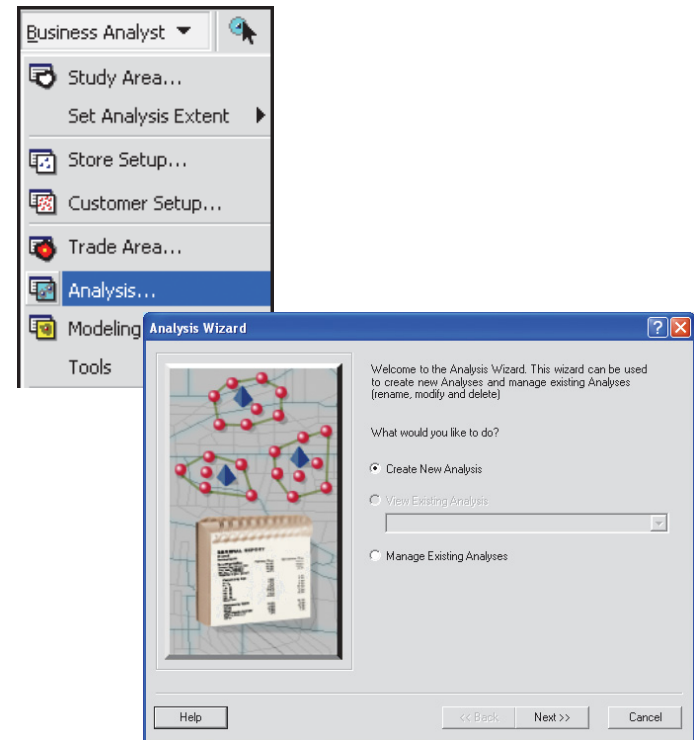 Business Analyst
Study Area...
Set Analysis Extent
Store Setup...
Customer Setup...
Trade Area...
Analysis...
Modeling
Tools
Analysis Wizard
Welcome to the Analysis Wizard. This wizard can be used
to create new Analyses and manage existing Analyses
(rename, modify and delete)
What would you like to do?
Create New Analysis
View Existing Analysis
Manage Existing Analyses
Help
<< Back
Next >>
Cancel